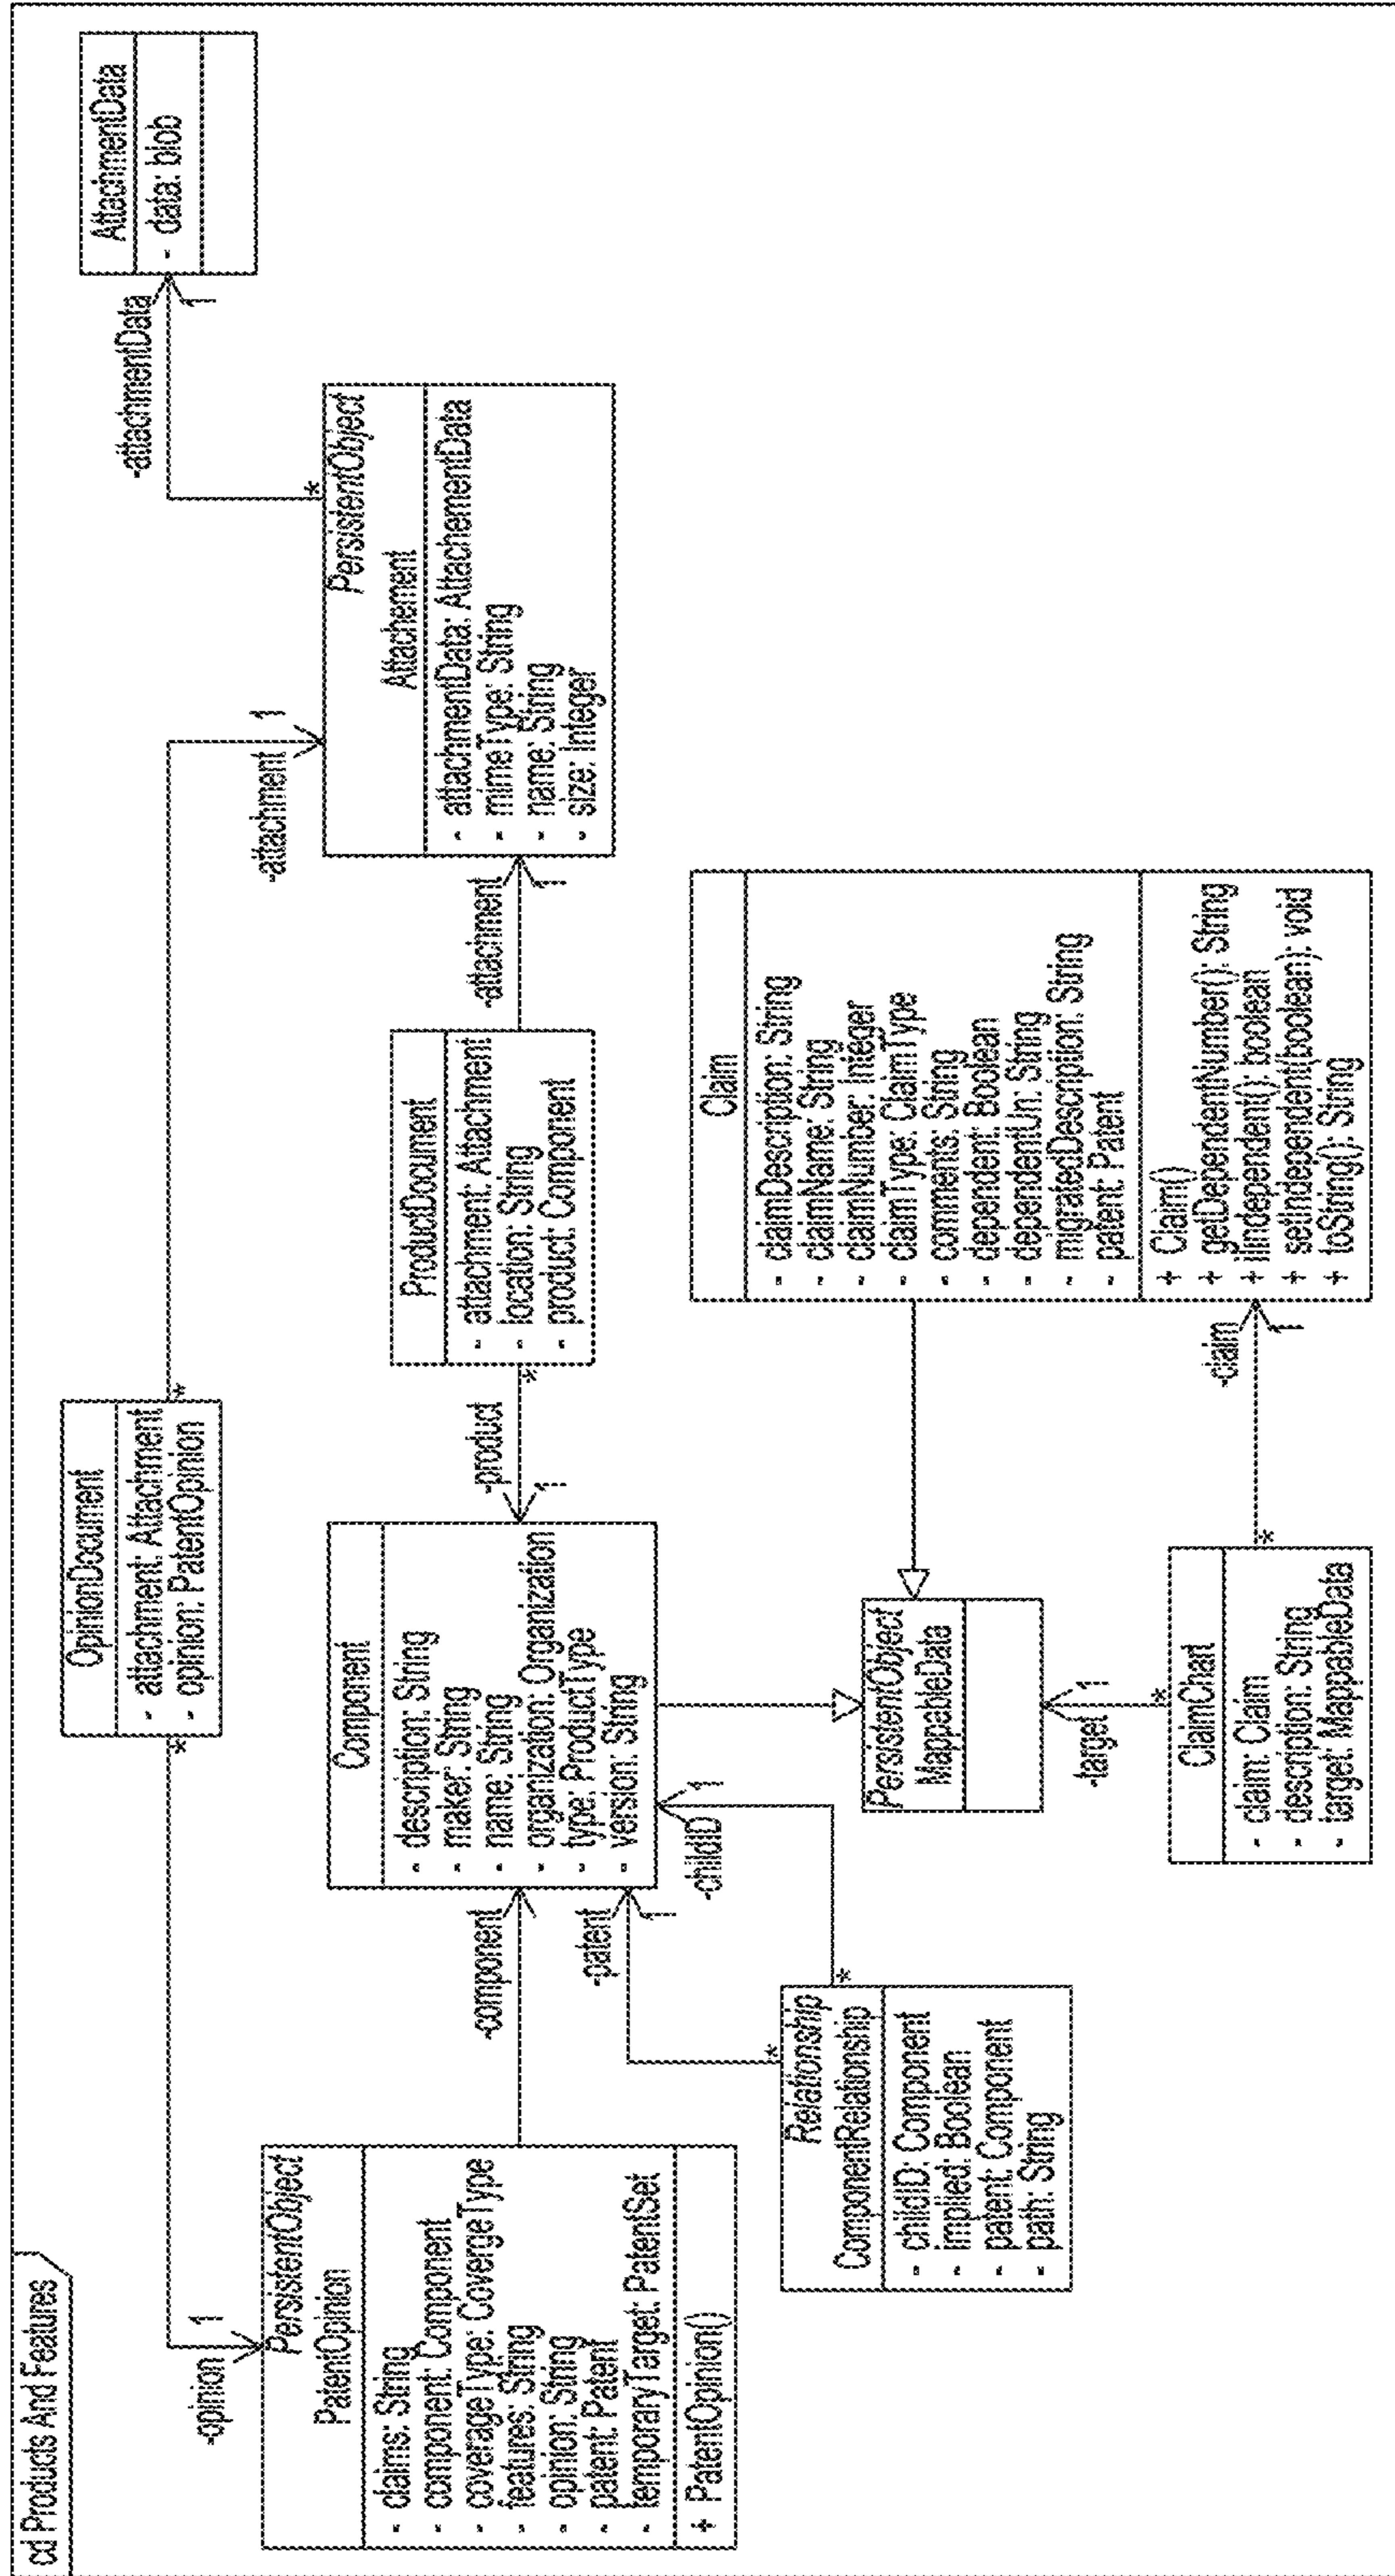 cd Products And Features
OpinionDocument
- attachment: Attachment
- opinion: PatentOpinion
*
*
-opinion
1
-attachment
1
AttachmentData
- data: blob
-attachmentData
1
*
PersistentObject
PatentOpinion
- claims: String
- component: Component
- coverageType: CovergeType
- features: String
- opinion: String
- patent: Patent
- temporaryTarget: PatentSet
+ PatentOpinion()
-component
Component
- description: String
- maker: String
- name: String
- organization: Organization
- type: ProductType
- version: String
-product
1
*
ProductDocument
- attachment: Attachment
- location: String
- product: Component
-attachment
1
PersistentObject
Attachement
- attachmentData: AttachementData
- mimeType: String
- name: String
- size: Integer
-patent
1
*
-childID
1
*
Relationship
ComponentRelationship
- childID: Component
- implied: Boolean
- patent: Component
- path: String
PersistentObject
MappableData
-target
1
*
ClaimChart
- claim: Claim
- description: String
- target: MappableData
*
-claim
1
Claim
- claimDescription: String
- claimName: String
- claimNumber: Integer
- claimType: ClaimType
- comments: String
- dependent: Boolean
- dependentUn: String
- migratedDescription: String
- patent: Patent
+ Claim()
+ getDependentNumber(): String
+ iIndependent(): boolean
+ setIndependent(boolean): void
+ toString(): String